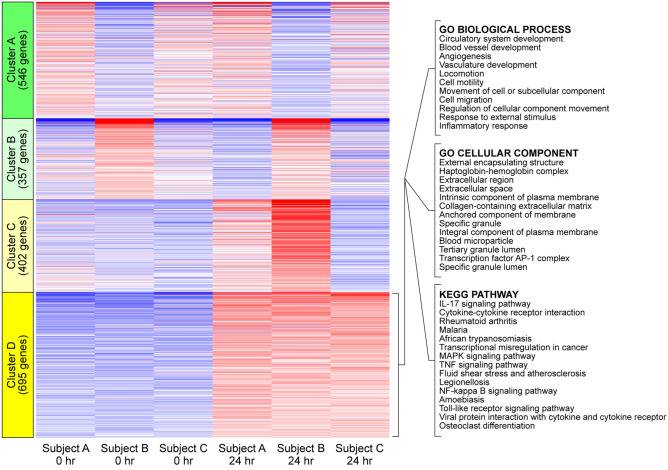 Cluster A
(546 genes)
Cluster B
(357 genes)
Cluster C
(402 genes)
Cluster D
(695 genes)
Subject A
0 hr
Subject B
0 hr
Subject C
0 hr
Subject A
24 hr
Subject B
24 hr
Subject C
24 hr
GO BIOLOGICAL PROCESS
Circulatory system development
Blood vessel development
Angiogenesis
Vasculature development
Locomotion
Cell motility
Movement of cell or subcellular component
Cell migration
Regulation of cellular component movement
Response to external stimulus
Inflammatory response
GO CELLULAR COMPONENT
External encapsulating structure
Haptoglobin-hemoglobin complex
Extracellular region
Extracellular space
Intrinsic component of plasma membrane
Collagen-containing extracellular matrix
Anchored component of membrane
Specific granule
Integral component of plasma membrane
Blood microparticle
Tertiary granule lumen
Transcription factor AP-1 complex
Specific granule lumen
KEGG PATHWAY
IL-17 signaling pathway
Cytokine-cytokine receptor interaction
Rheumatoid arthritis
Malaria
African trypanosomiasis
Transcriptional misregulation in cancer
MAPK signaling pathway
TNF signaling pathway
Fluid shear stress and atherosclerosis
Legionellosis
NF-kappa B signaling pathway
Amoebiasis
Toll-like receptor signaling pathway
Viral protein interaction with cytokine and cytokine receptor
Osteoclast differentiation